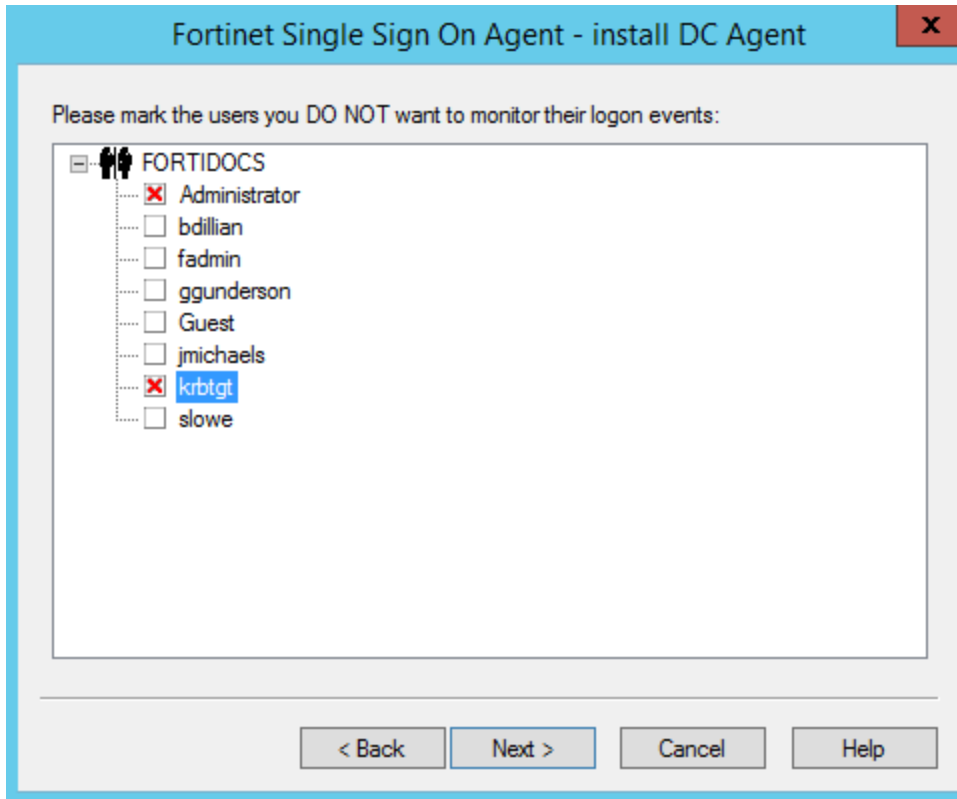 Fortinet Single Sign On Agent - install DC Agent
x
Please mark the users you DO NOT want to monitor their logon events:
FORTIDOCS
Administrator
bdillian
fadmin
ggunderson
Guest
jmichaels
krbtgt
slowe
< Back Next > Cancel Help